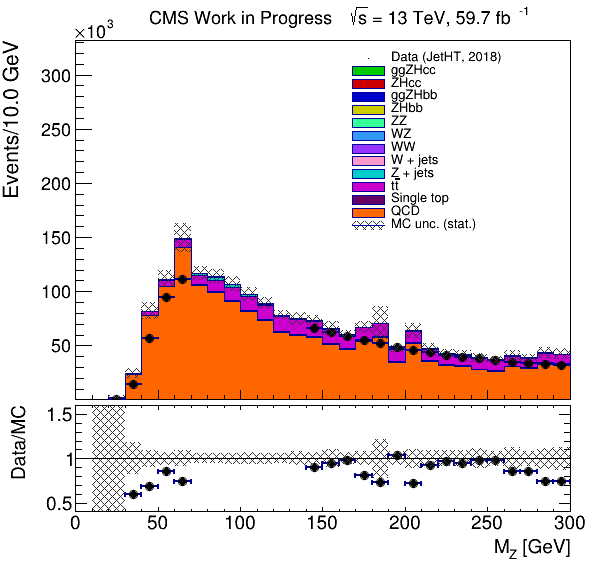 CMS Work in Progress √s = 13 TeV, 59.7 fb⁻¹
×10³
Events/10.0 GeV
300
250
200
150
100
50
Data (JetHT, 2018)
ggZHcc
ZHcc
ggZHbb
ZHbb
ZZ
WZ
WW
W + jets
Z + jets
tt̅
Single top
QCD
MC unc. (stat.)
Data/MC
1.5
1
0.5
0 50 100 150 200 250 300
M_Z [GeV]